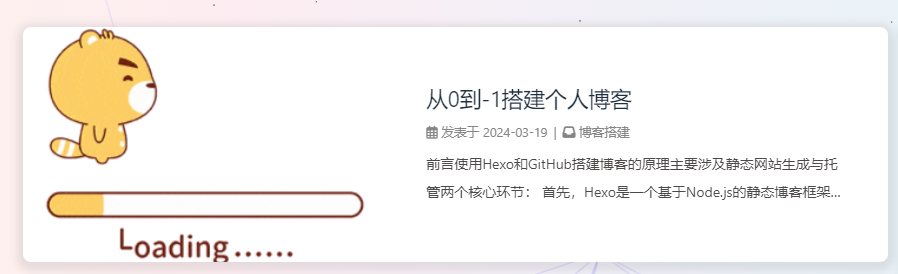 从0到-1搭建个人博客
发表于 2024-03-19 | 博客搭建
前言使用Hexo和GitHub搭建博客的原理主要涉及静态网站生成与托
管两个核心环节： 首先，Hexo是一个基于Node.js的静态博客框架...
Loading ......